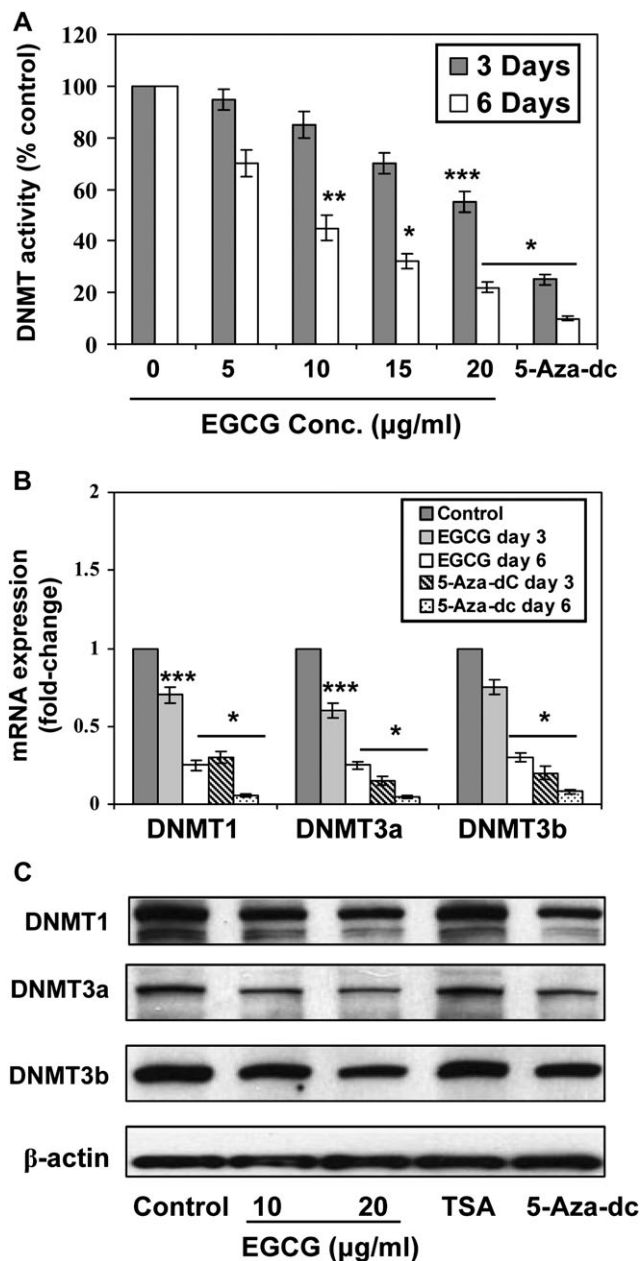 A
DNMT activity (% control)
120
100
80
60
40
20
0
3 Days
6 Days
**
*
***
*
0 5 10 15 20 5-Aza-dc
EGCG Conc. (µg/ml)
B
mRNA expression
(fold-change)
2
1.5
1
0.5
0
Control
EGCG day 3
EGCG day 6
5-Aza-dC day 3
5-Aza-dc day 6
*** * *** * *
DNMT1 DNMT3a DNMT3b
C
DNMT1
DNMT3a
DNMT3b
β-actin
Control 10 20 TSA 5-Aza-dc
EGCG (µg/ml)